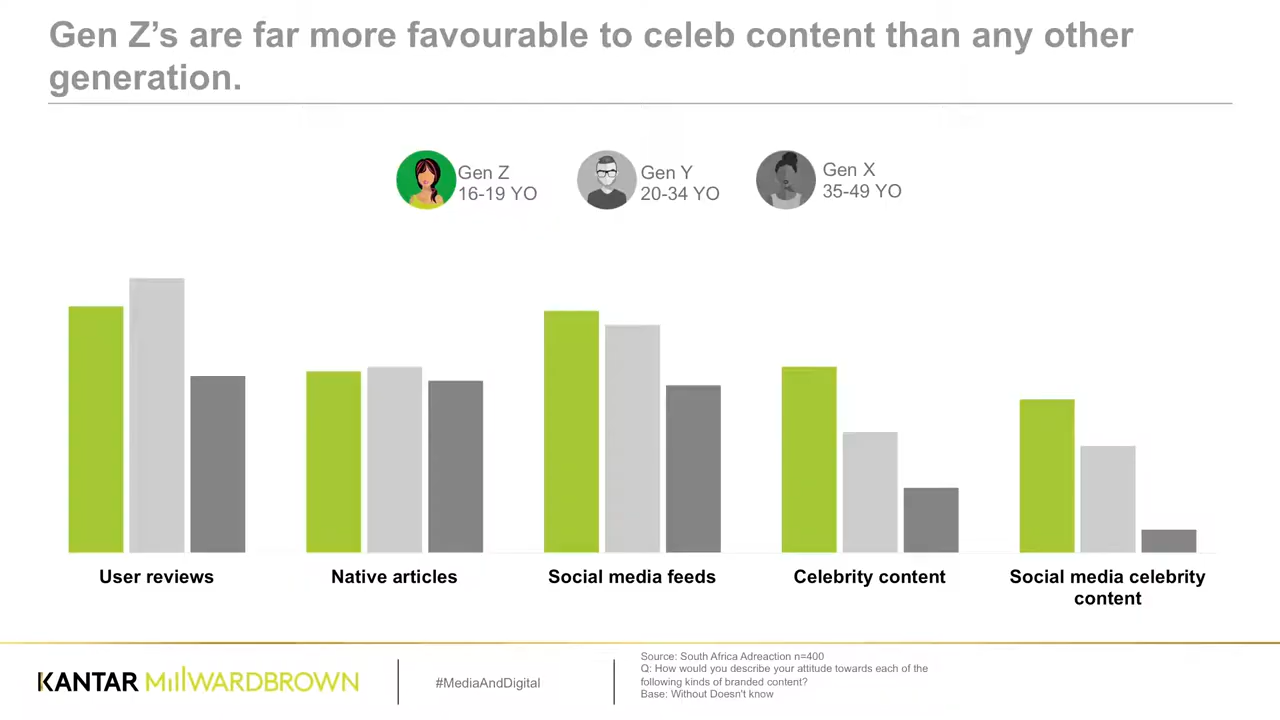 Gen Z’s are far more favourable to celeb content than any other
generation.
Gen Z
16-19 YO
Gen Y
20-34 YO
Gen X
35-49 YO
User reviews
Native articles
Social media feeds
Celebrity content
Social media celebrity
content
KANTAR MillWARDBROWN
#MediaAndDigital
Source: South Africa Adreaction n=400
Q: How would you describe your attitude towards each of the
following kinds of branded content?
Base: Without Doesn't know